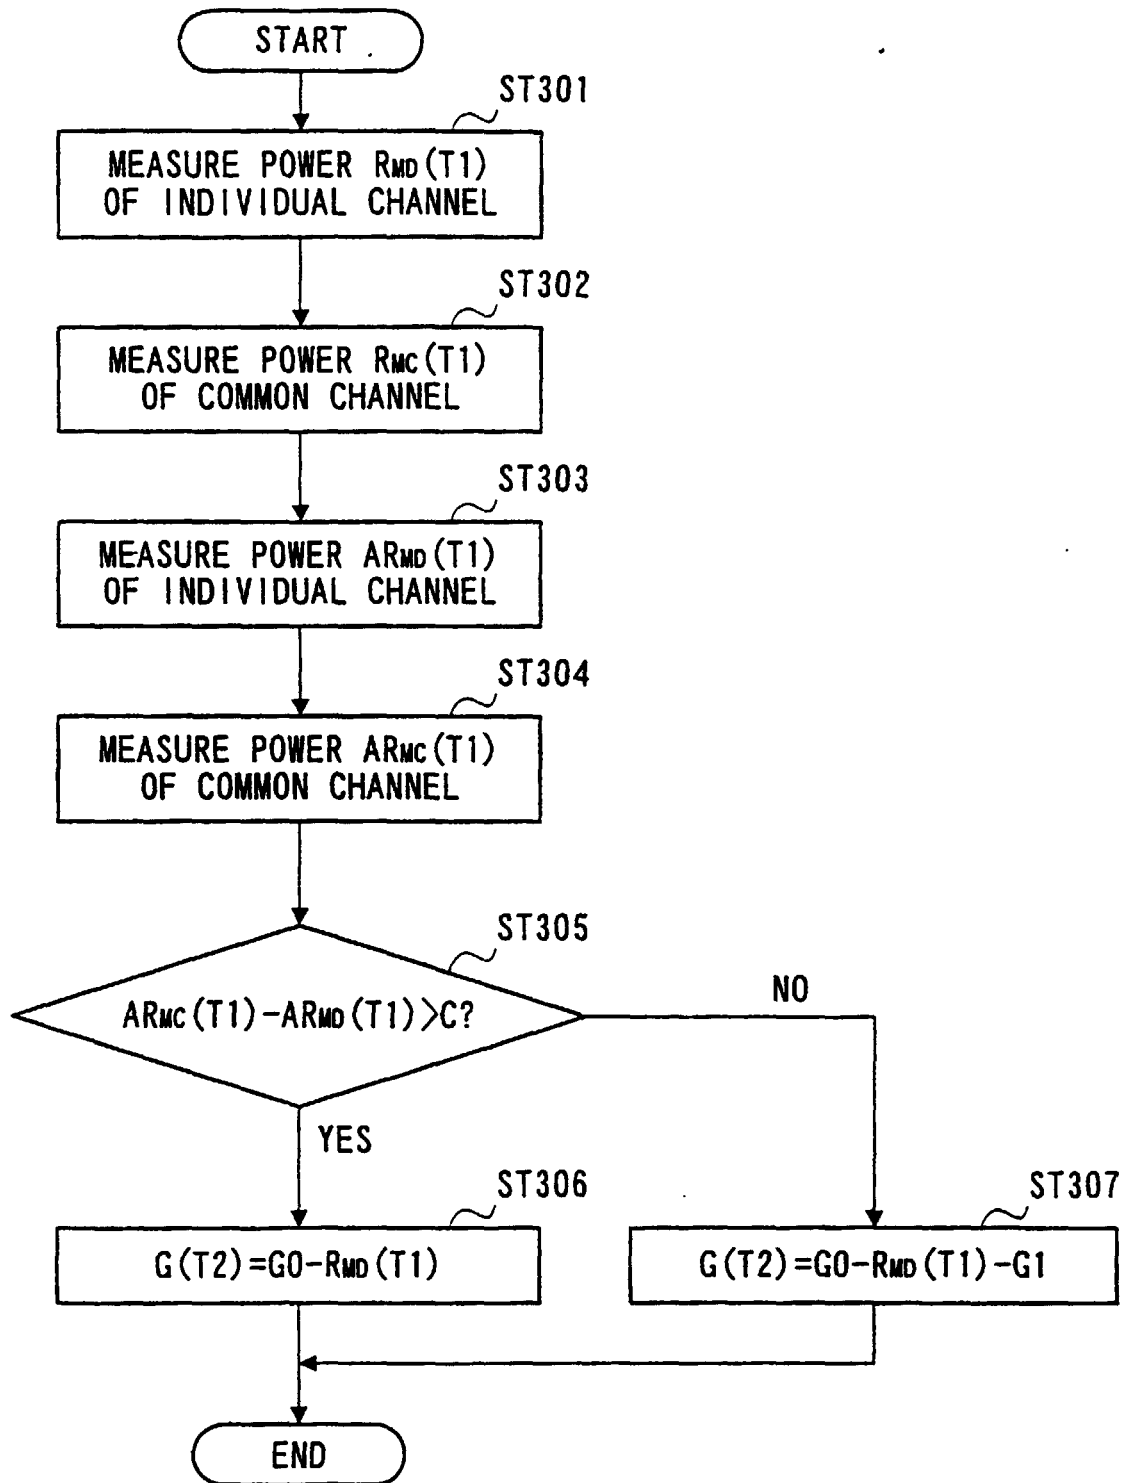 START
ST301
MEASURE POWER RMD(T1)
OF INDIVIDUAL CHANNEL
ST302
MEASURE POWER RMC(T1)
OF COMMON CHANNEL
ST303
MEASURE POWER ARMD(T1)
OF INDIVIDUAL CHANNEL
ST304
MEASURE POWER ARMC(T1)
OF COMMON CHANNEL
ST305
ARMC(T1)-ARMD(T1)>C?
NO
YES
ST306
G(T2)=G0-RMD(T1)
ST307
G(T2)=G0-RMD(T1)-G1
END